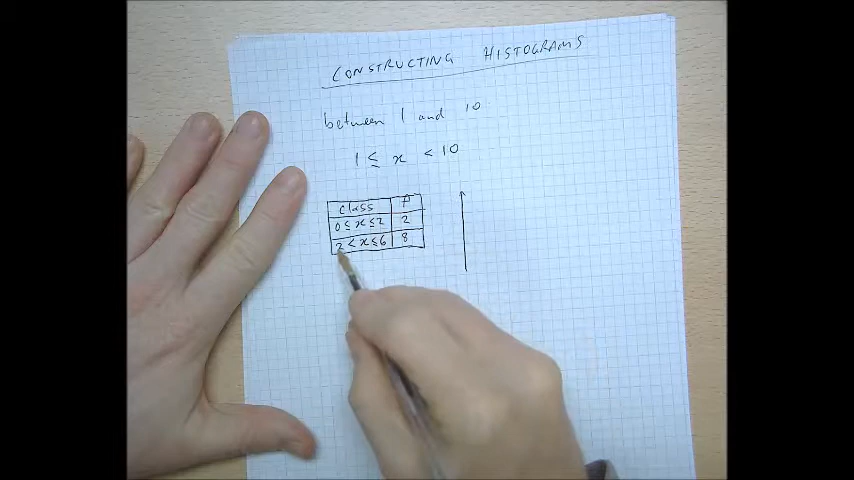 CONSTRUCTING HISTOGRAMS
between 1 and 10
1 ≤ x < 10
class f
0 ≤ x ≤ 2 2
2 < x ≤ 6 8